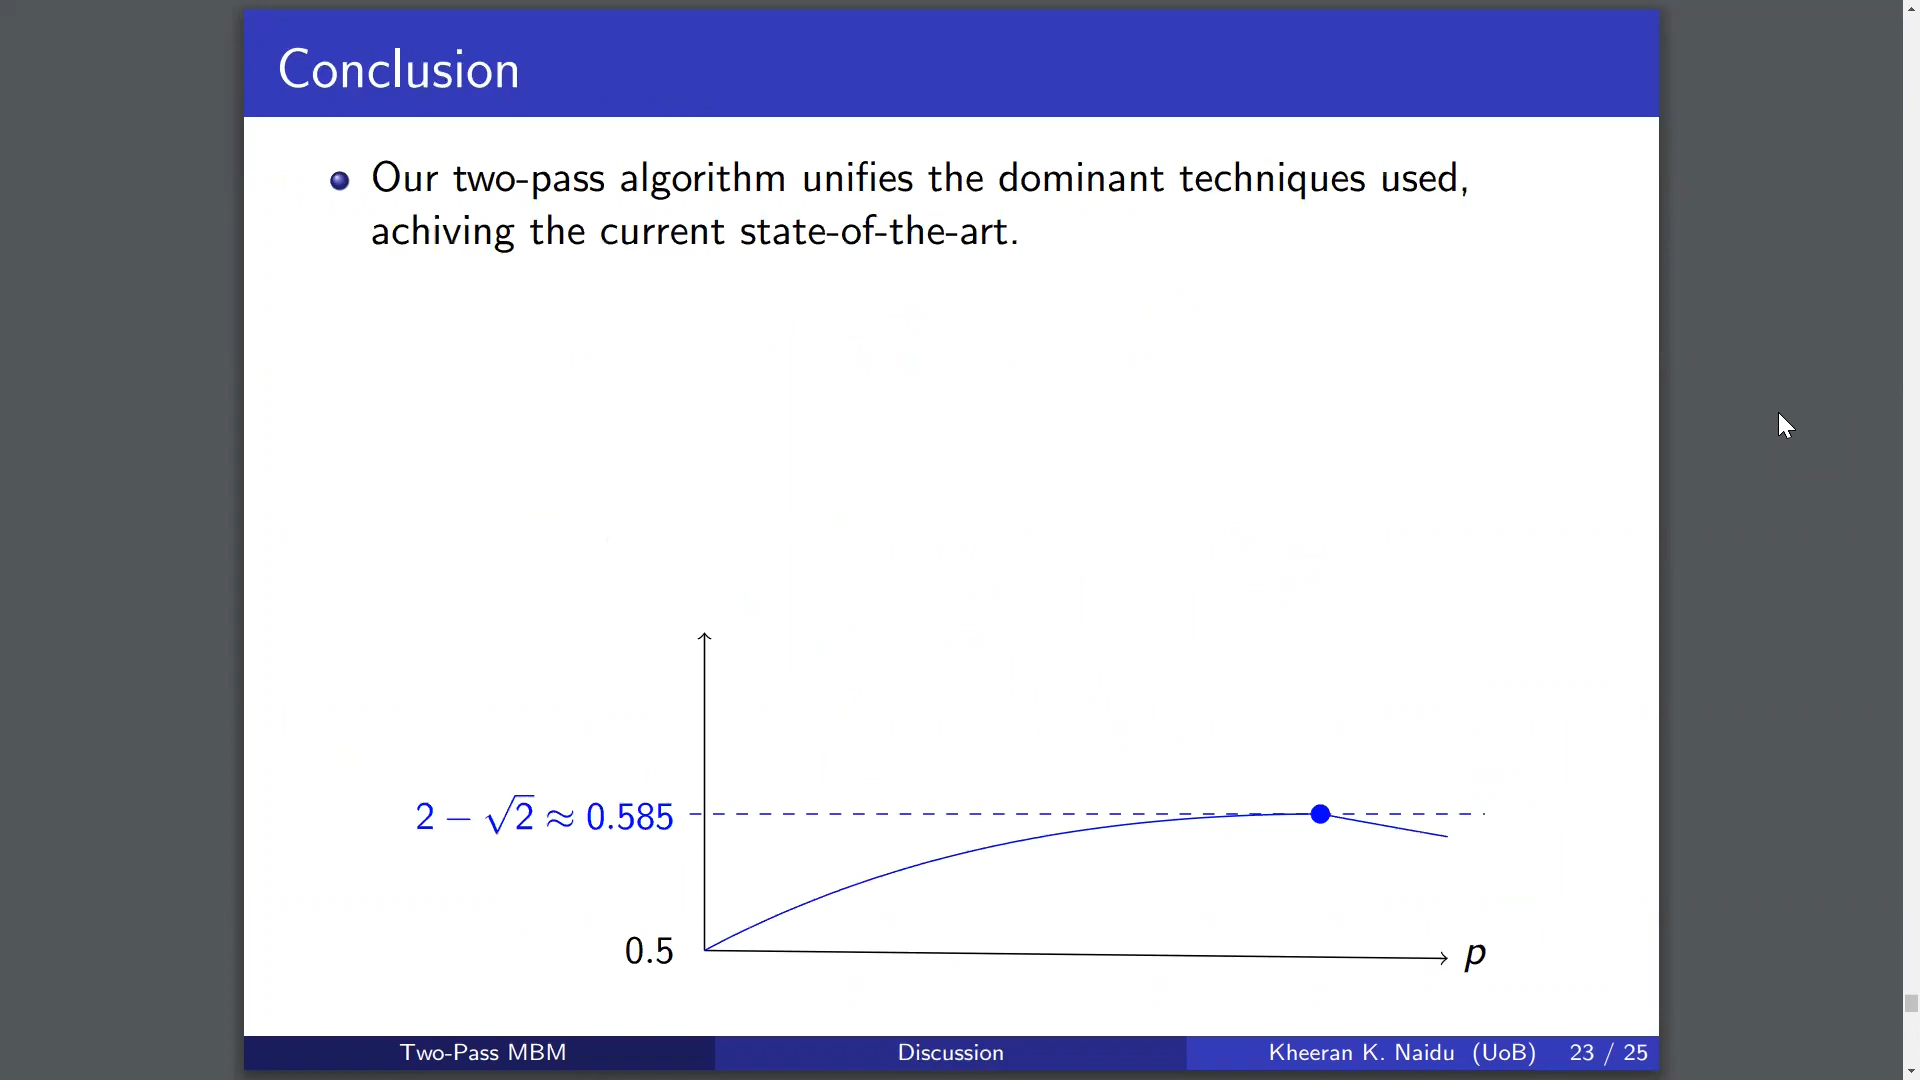 Conclusion
Our two-pass algorithm unifies the dominant techniques used,
achiving the current state-of-the-art.
2 − √2 ≈ 0.585
0.5
p
Two-Pass MBM Discussion Kheeran K. Naidu (UoB) 23 / 25